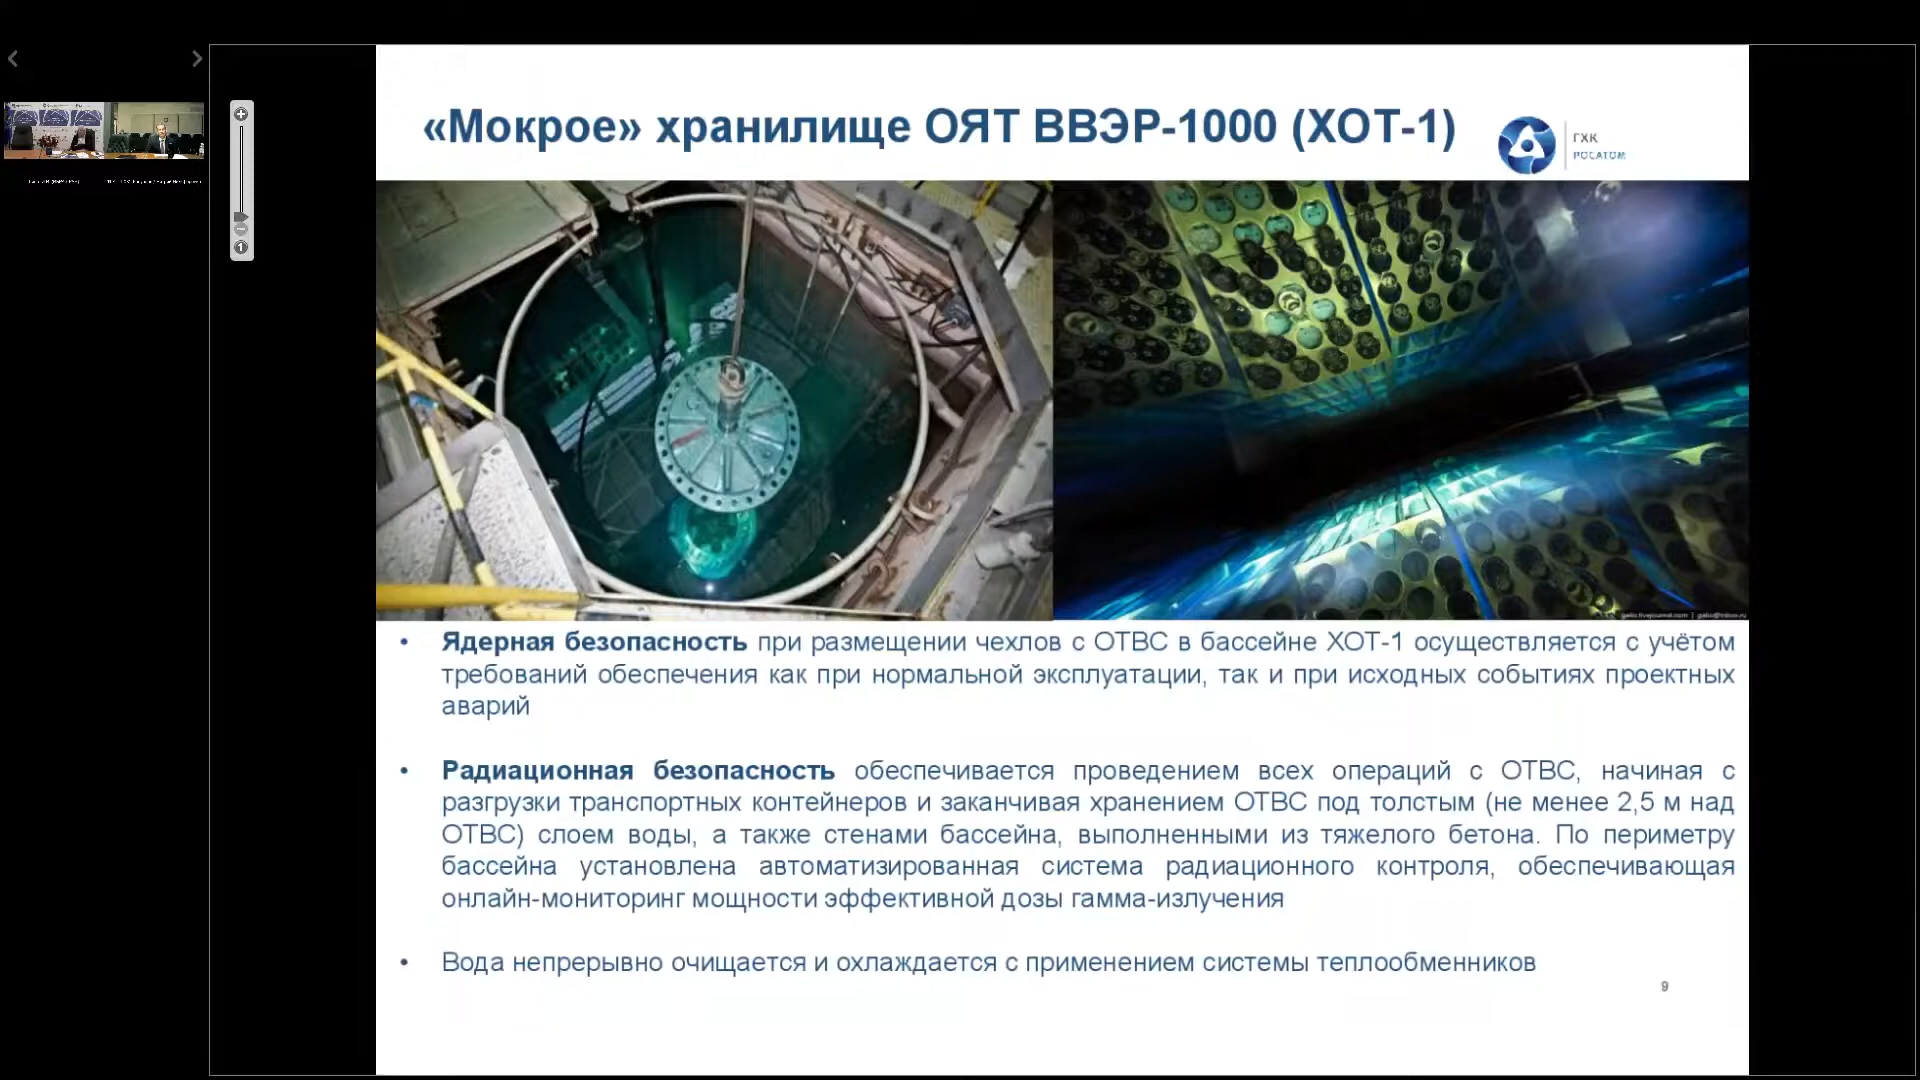 «Мокрое» хранилище ОЯТ ВВЭР-1000 (ХОТ-1)
ГХК
РОСАТОМ
• Ядерная безопасность при размещении чехлов с ОТВС в бассейне ХОТ-1 осуществляется с учётом
требований обеспечения как при нормальной эксплуатации, так и при исходных событиях проектных
аварий
• Радиационная безопасность обеспечивается проведением всех операций с ОТВС, начиная с
разгрузки транспортных контейнеров и заканчивая хранением ОТВС под толстым (не менее 2,5 м над
ОТВС) слоем воды, а также стенами бассейна, выполненными из тяжелого бетона. По периметру
бассейна установлена автоматизированная система радиационного контроля, обеспечивающая
онлайн-мониторинг мощности эффективной дозы гамма-излучения
• Вода непрерывно очищается и охлаждается с применением системы теплообменников
9